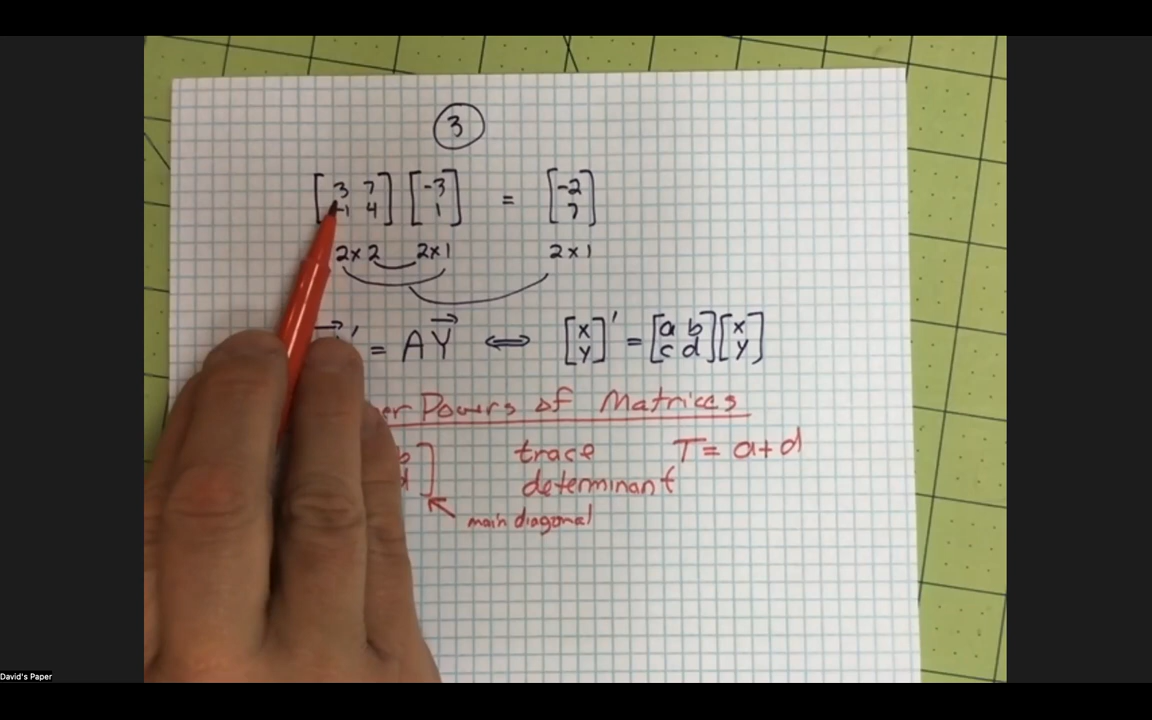 3
[3 7; -1 4] [-3; 1] = [-2; 7]
2×2 2×1 2×1
' = A Y ⟺ [x; y]' = [a b; c d] [x; y]
Powers of Matrices
b trace T = a+d
d determinant
main diagonal
David's Paper